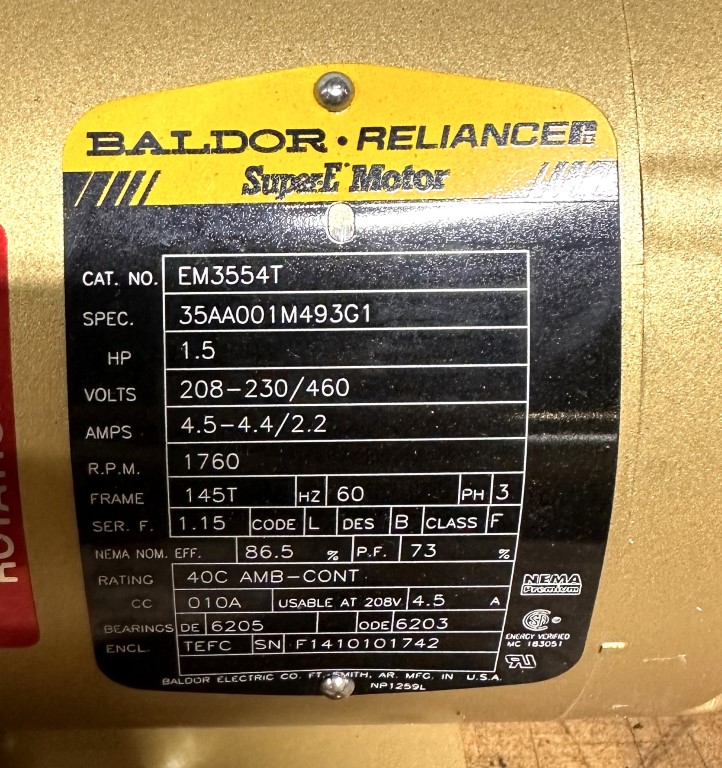 BALDOR • RELIANCE
Super-E Motor
CAT. NO. EM3554T
SPEC. 35AA001M493G1
HP 1.5
VOLTS 208-230/460
AMPS 4.5-4.4/2.2
R.P.M. 1760
FRAME 145T HZ 60 PH 3
SER. F. 1.15 CODE L DES B CLASS F
NEMA NOM. EFF. 86.5 % P.F. 73 %
RATING 40C AMB-CONT
CC 010A USABLE AT 208V 4.5 A
BEARINGS DE 6205 ODE 6203
ENCL. TEFC SN F1410101742
NEMA
Premium
ENERGY VERIFIED
MC 183051
BALDOR ELECTRIC CO. FT. SMITH, AR. MFG. IN U.S.A.
NP1259L